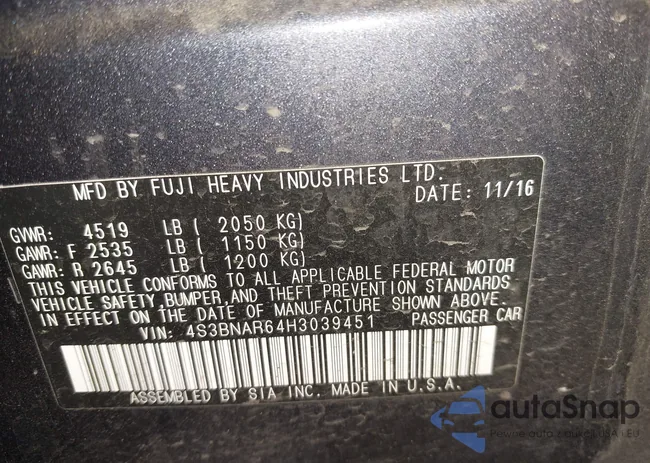 MFD BY FUJI HEAVY INDUSTRIES LTD.
DATE: 11/16
GVWR: 4519 LB ( 2050 KG)
GAWR: F 2535 LB ( 1150 KG)
GAWR: R 2645 LB ( 1200 KG)
THIS VEHICLE CONFORMS TO ALL APPLICABLE FEDERAL MOTOR
VEHICLE SAFETY,BUMPER,AND THEFT PREVENTION STANDARDS
IN EFFECT ON THE DATE OF MANUFACTURE SHOWN ABOVE.
VIN: 4S3BNAR64H3039451 PASSENGER CAR
ASSEMBLED BY SIA INC. MADE IN U.S.A.
autaSnap